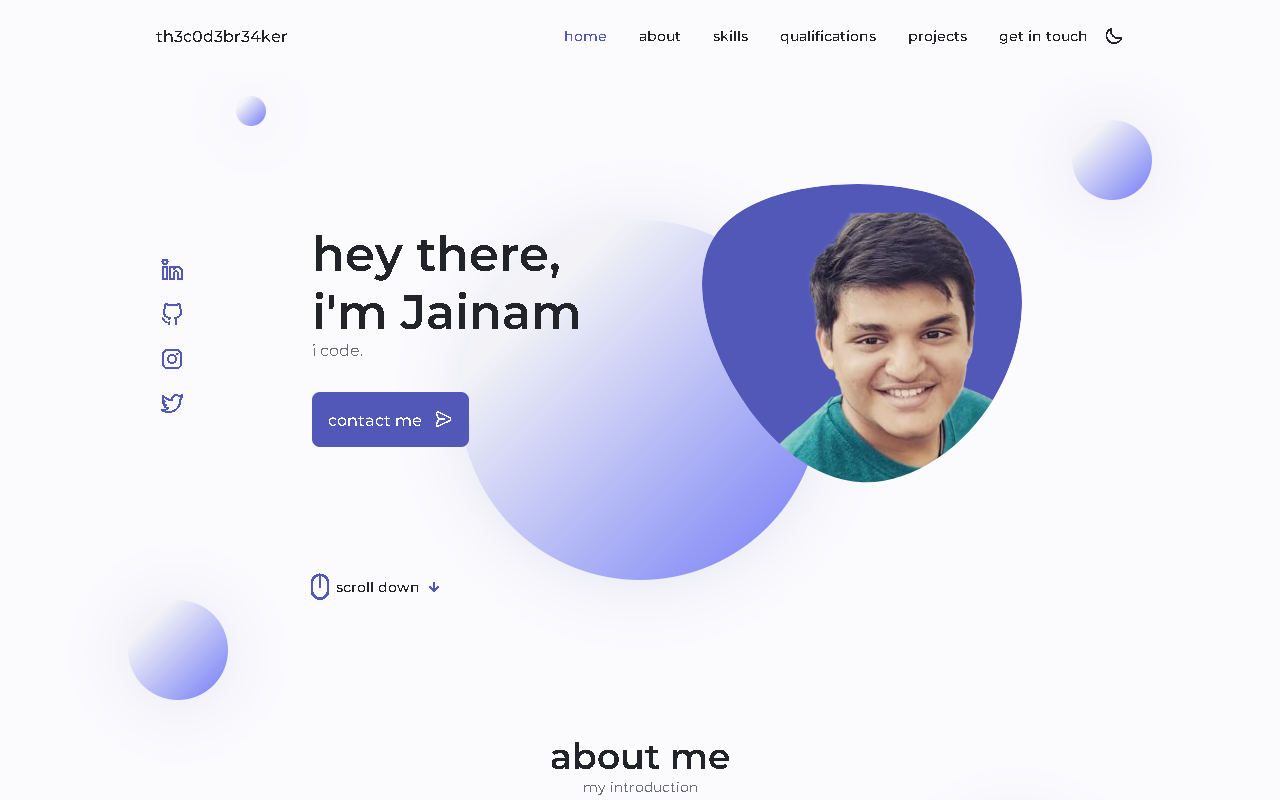 th3c0d3br34ker
home about skills qualifications projects get in touch
hey there,
i'm Jainam
i code.
contact me
scroll down
about me
my introduction